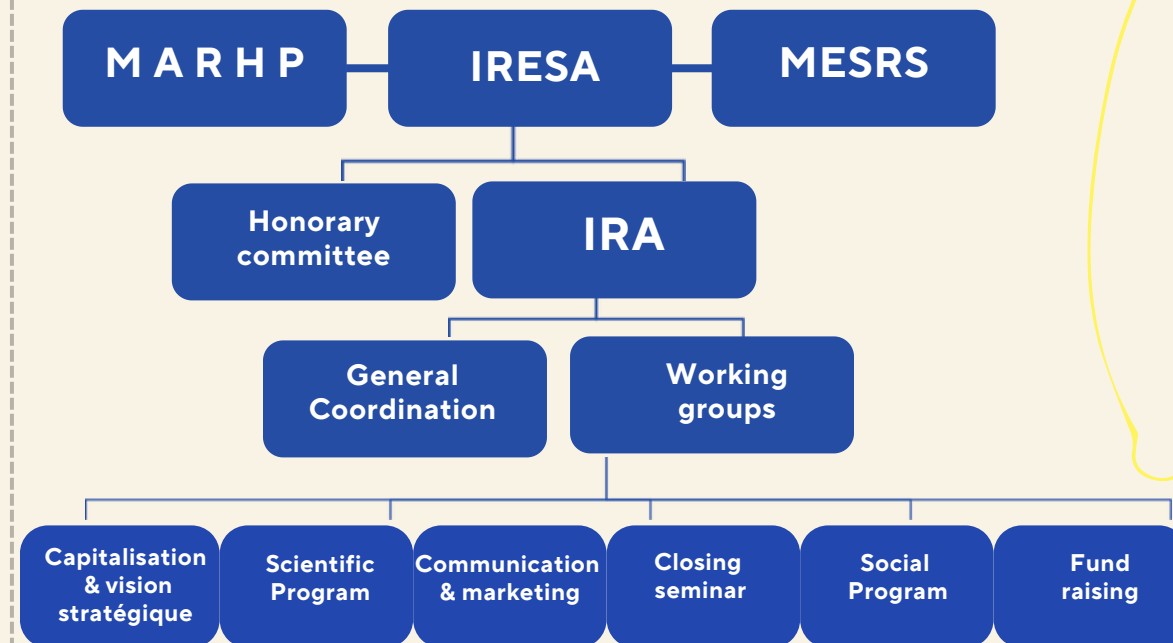 M A R H P
IRESA
MESRS
Honorary
committee
IRA
General
Coordination
Working
groups
Capitalisation
& vision
stratégique
Scientific
Program
Communication
& marketing
Closing
seminar
Social
Program
Fund
raising